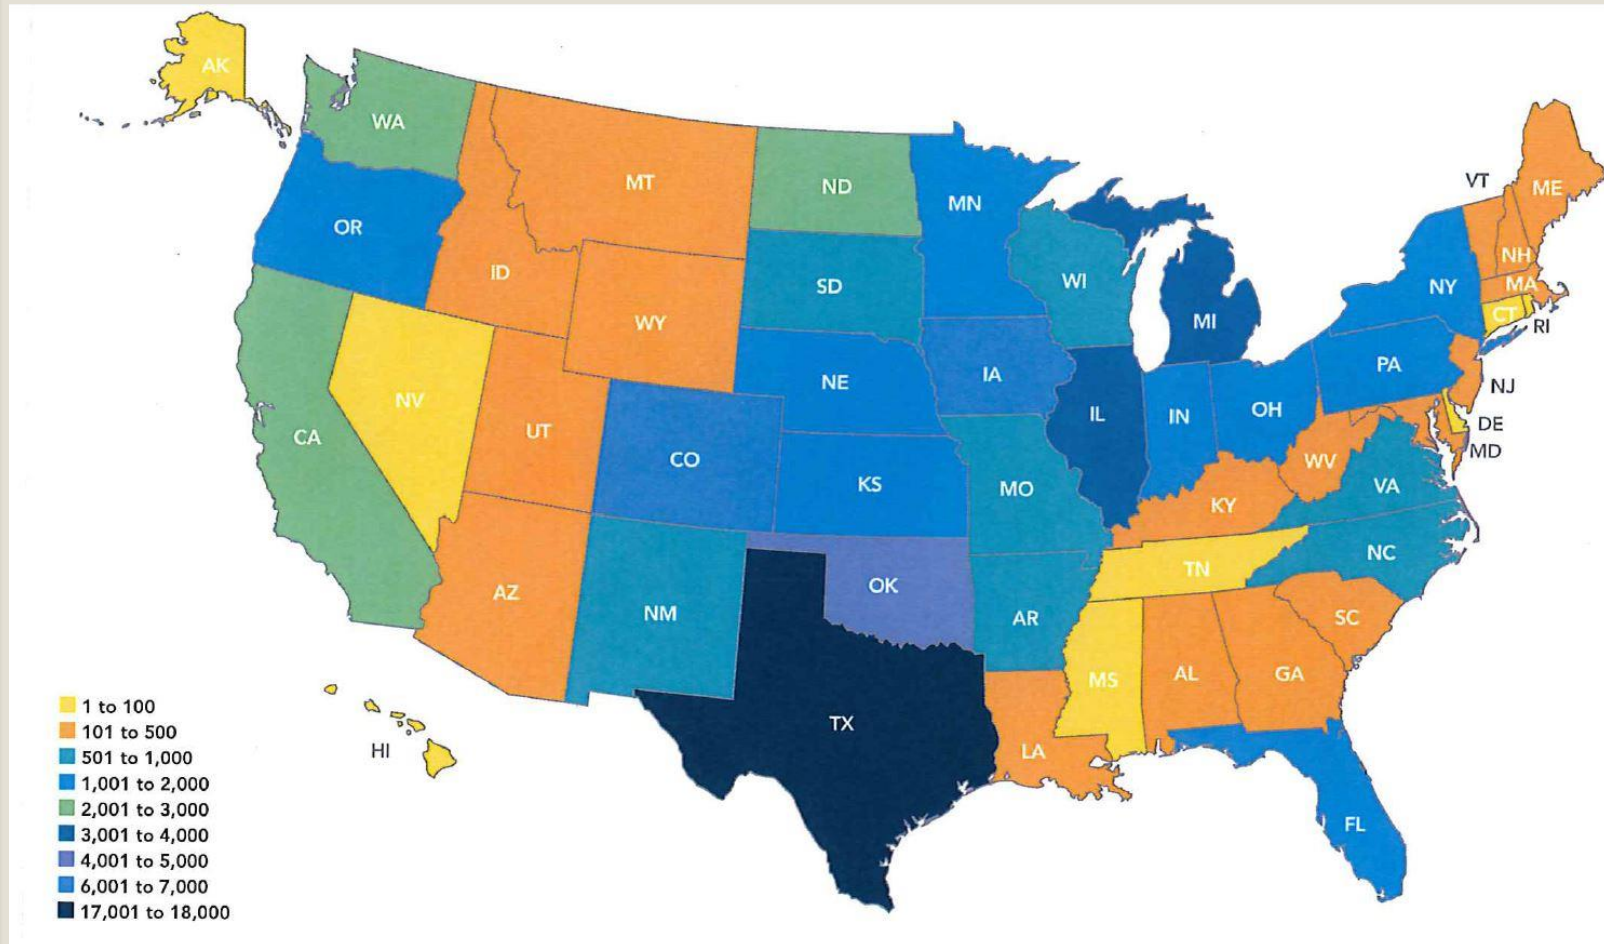 AK
WA
MT
ND
MN
VT
ME
OR
ID
SD
WI
NH
MA
NY
CT
RI
WY
MI
PA
NJ
NV
UT
NE
IA
IL
IN
OH
DE
MD
CA
CO
KS
MO
WV
VA
KY
AZ
NM
OK
AR
TN
NC
SC
MS
AL
GA
TX
LA
FL
HI
1 to 100
101 to 500
501 to 1,000
1,001 to 2,000
2,001 to 3,000
3,001 to 4,000
4,001 to 5,000
6,001 to 7,000
17,001 to 18,000